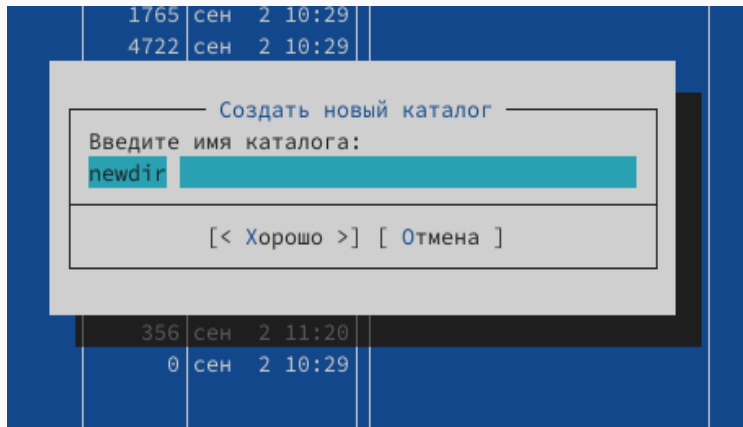 1765 сен 2 10:29
4722 сен 2 10:29
Создать новый каталог
Введите имя каталога:
newdir
[< Хорошо >] [ Отмена ]
356 сен 2 11:20
0 сен 2 10:29